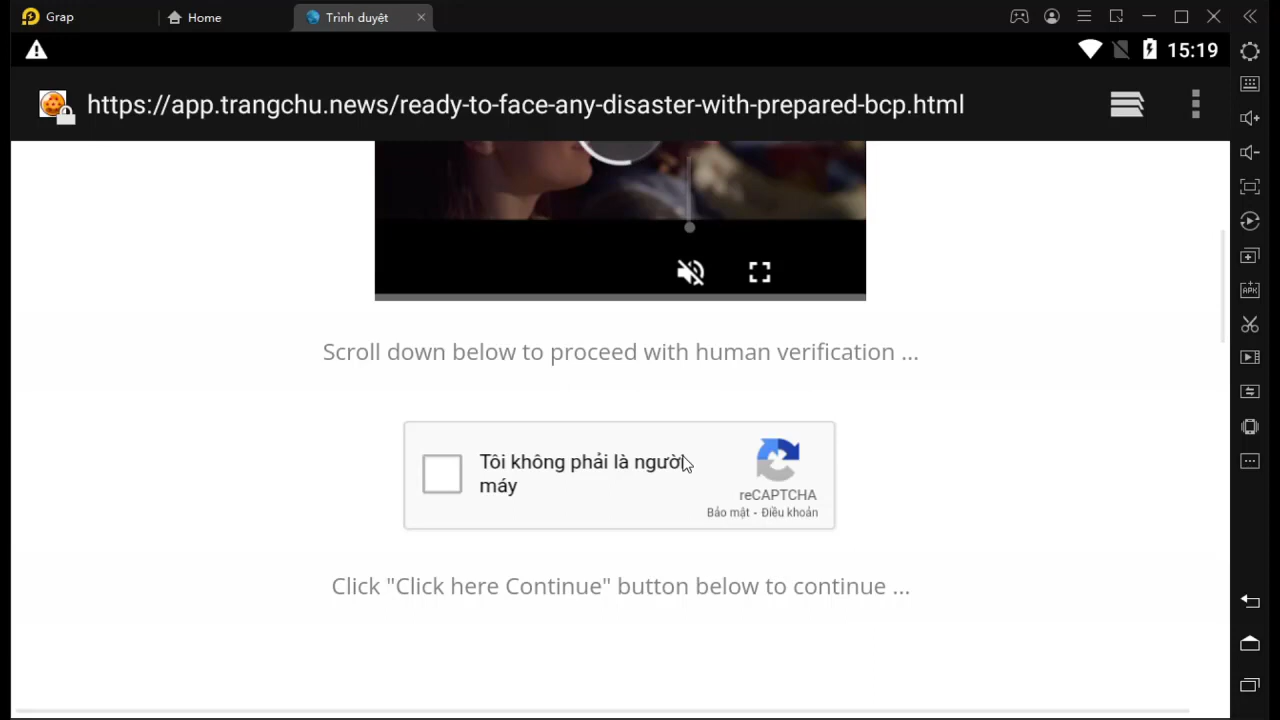 Grap
Home
Trình duyệt
15:19
https://app.trangchu.news/ready-to-face-any-disaster-with-prepared-bcp.html
Scroll down below to proceed with human verification ...
Tôi không phải là người
máy
reCAPTCHA
Bảo mật - Điều khoản
Click "Click here Continue" button below to continue ...
APK